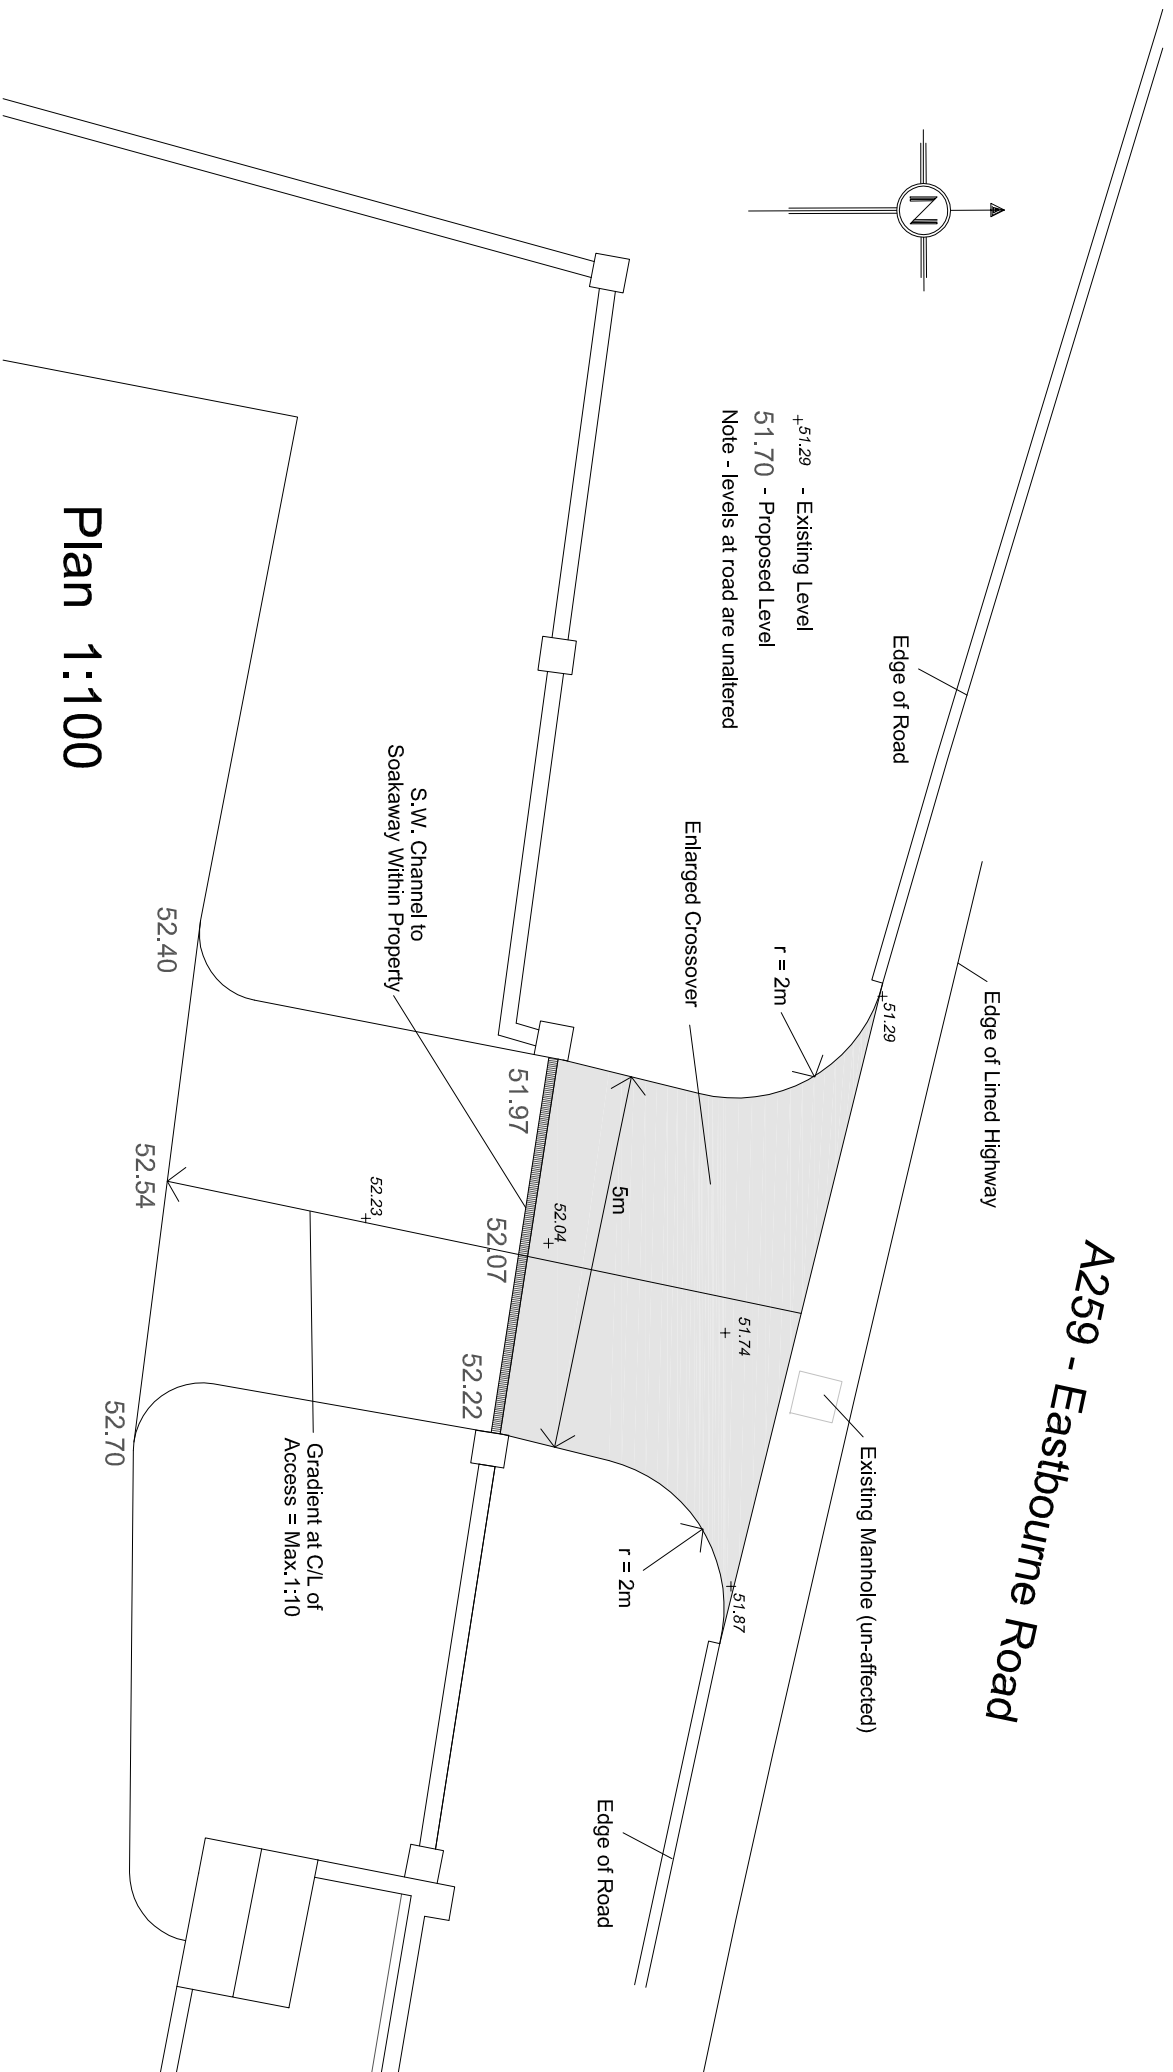 A259 - Eastbourne Road
N
Edge of Lined Highway
Edge of Road
+51.29 - Existing Level
51.70 - Proposed Level
Note - levels at road are unaltered
Existing Manhole (un-affected)
51.29
r = 2m
Enlarged Crossover
51.74
51.87
5m
r = 2m
Edge of Road
52.04
S.W. Channel to
Soakaway Within Property
51.97
52.07
52.22
52.23
Gradient at C/L of
Access = Max.1:10
52.40
52.54
52.70
Plan 1:100